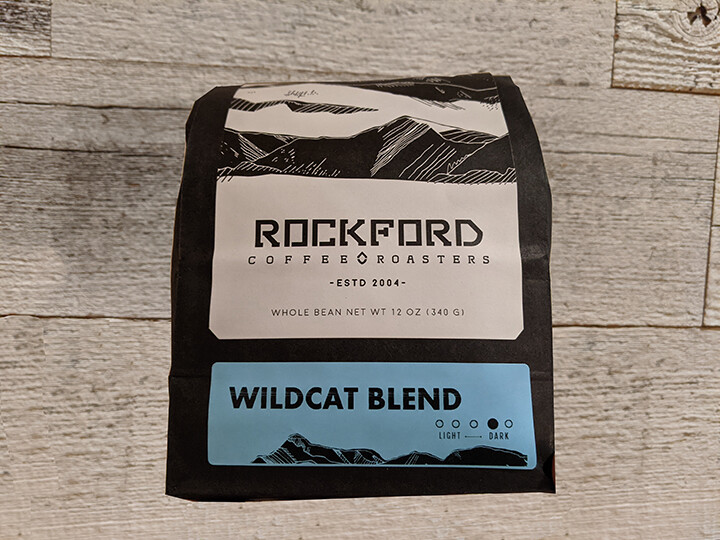 ROCKFORD
COFFEE ROASTERS
-ESTD 2004-
WHOLE BEAN NET WT 12 OZ (340 G)
WILDCAT BLEND
LIGHT DARK